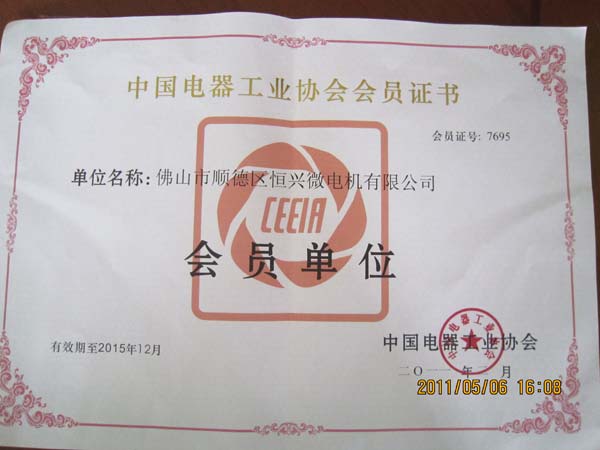 中国电器工业协会会员证书
会员证号: 7695
单位名称: 佛山市顺德区恒兴微电机有限公司
CEEIA
会员单位
有效期至2015年12月
中国电器工业协会
二〇一一年 月
2011/05/06 16:08